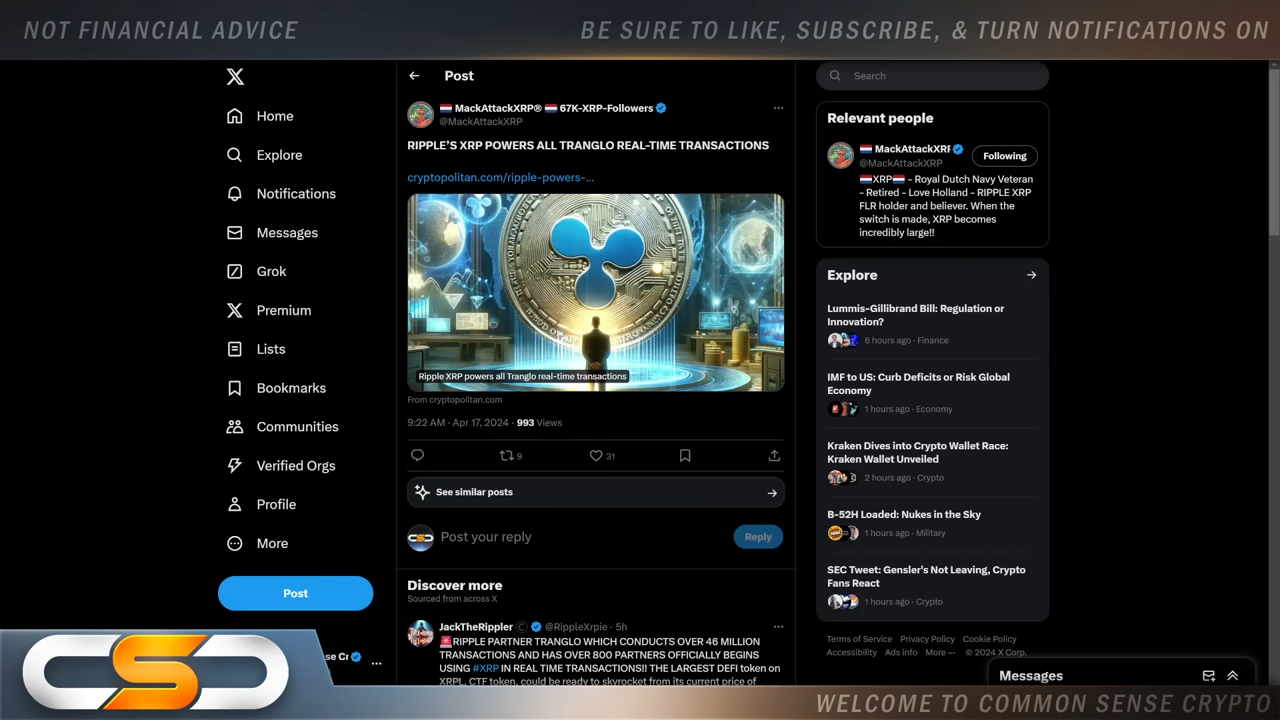 NOT FINANCIAL ADVICE
BE SURE TO LIKE, SUBSCRIBE, & TURN NOTIFICATIONS ON
Home
Explore
Notifications
Messages
Grok
Premium
Lists
Bookmarks
Communities
Verified Orgs
Profile
More
Post
se Cr
Post
MackAttackXRP® 67K-XRP-Followers
@MackAttackXRP
RIPPLE'S XRP POWERS ALL TRANGLO REAL-TIME TRANSACTIONS
cryptopolitan.com/ripple-powers-...
Ripple XRP powers all Tranglo real-time transactions
From cryptopolitan.com
9:22 AM · Apr 17, 2024 · 993 Views
9
31
See similar posts
Post your reply
Reply
Discover more
Sourced from across X
JackTheRippler © @RippleXrpie · 5h
RIPPLE PARTNER TRANGLO WHICH CONDUCTS OVER 46 MILLION
TRANSACTIONS AND HAS OVER 800 PARTNERS OFFICIALLY BEGINS
USING #XRP IN REAL TIME TRANSACTIONS!! THE LARGEST DEFI token on
XRPL, CTF token, could be ready to skyrocket from its current price of
Search
Relevant people
MackAttackXRP
@MackAttackXRP
Following
XRP – Royal Dutch Navy Veteran
- Retired - Love Holland - RIPPLE XRP
FLR holder and believer. When the
switch is made, XRP becomes
incredibly large!!
Explore
Lummis-Gillibrand Bill: Regulation or
Innovation?
6 hours ago · Finance
IMF to US: Curb Deficits or Risk Global
Economy
1 hours ago · Economy
Kraken Dives into Crypto Wallet Race:
Kraken Wallet Unveiled
2 hours ago · Crypto
B-52H Loaded: Nukes in the Sky
1 hours ago · Military
SEC Tweet: Gensler's Not Leaving, Crypto
Fans React
1 hours ago · Crypto
Terms of Service Privacy Policy Cookie Policy
Accessibility Ads info More ... © 2024 X Corp.
Messages
CSC
WELCOME TO COMMON SENSE CRYPTO